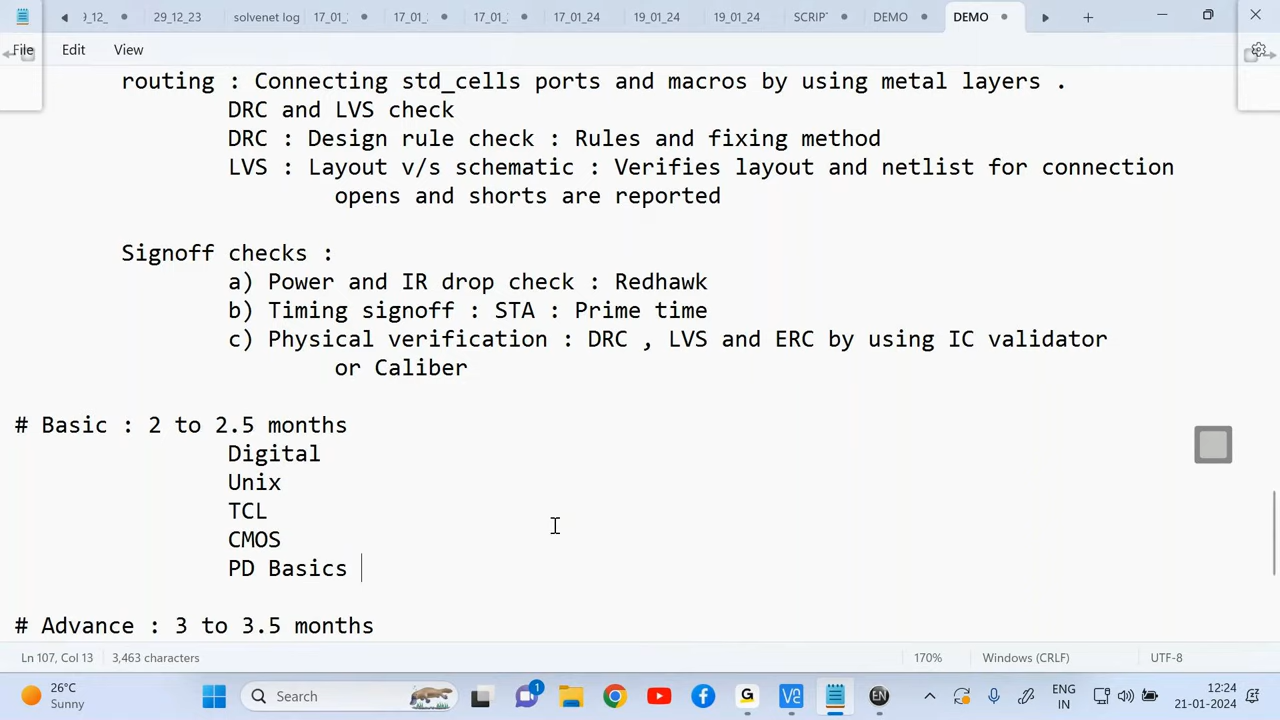 9_12_23 29_12_23 solvenet log 17_01_ 17_01_ 17_01_ 17_01_24 19_01_24 _01_24 SCRIP DEMO DEMO
File Edit View
routing : Connecting std_cells ports and macros by using metal layers .
DRC and LVS check
DRC : Design rule check : Rules and fixing method
LVS : Layout v/s schematic : Verifies layout and netlist for connection
opens and shorts are reported
Signoff checks :
a) Power and IR drop check : Redhawk
b) Timing signoff : STA : Prime time
c) Physical verification : DRC , LVS and ERC by using IC validator
or Caliber
# Basic : 2 to 2.5 months
Digital
Unix
TCL
CMOS
PD Basics
# Advance : 3 to 3.5 months
Ln 107, Col 13 3,463 characters 170% Windows (CRLF) UTF-8
26°C
Sunny
Search
1
G
VC
EN
ENG
IN
12:24
21-01-2024